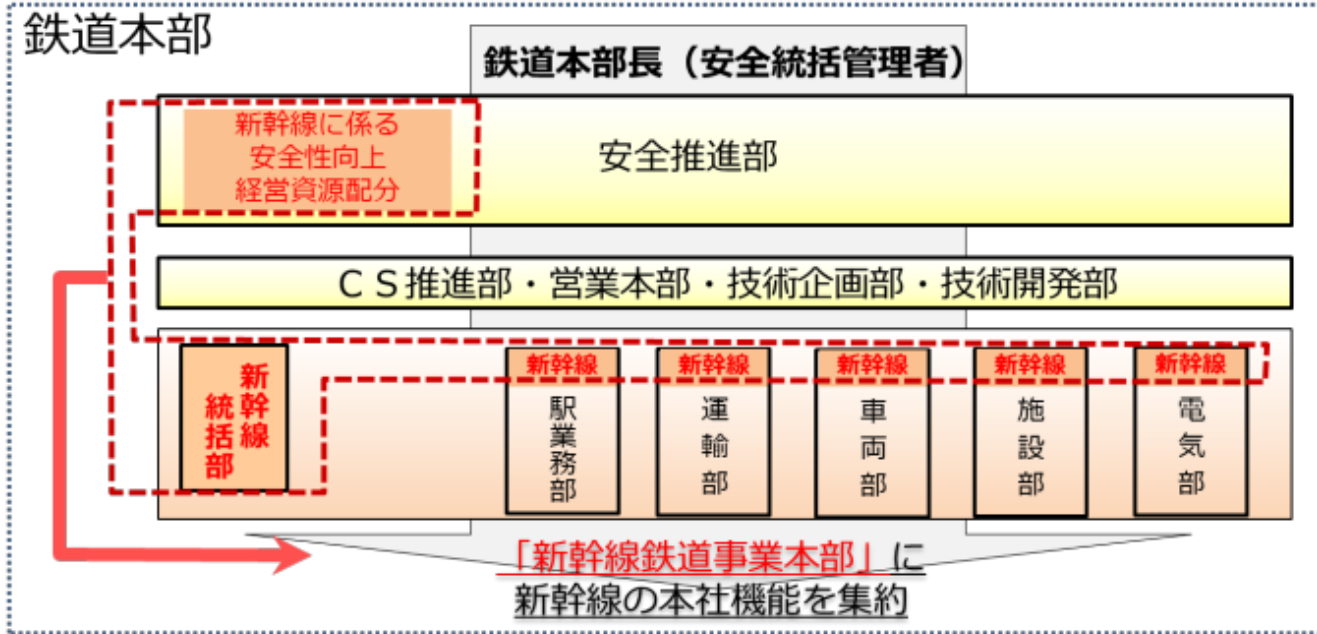 鉄道本部
鉄道本部長（安全統括管理者）
新幹線に係る
安全性向上
経営資源配分
安全推進部
ＣＳ推進部・営業本部・技術企画部・技術開発部
新幹線
統括部
新幹線
駅業務部
新幹線
運輸部
新幹線
車両部
新幹線
施設部
新幹線
電気部
「新幹線鉄道事業本部」に
新幹線の本社機能を集約